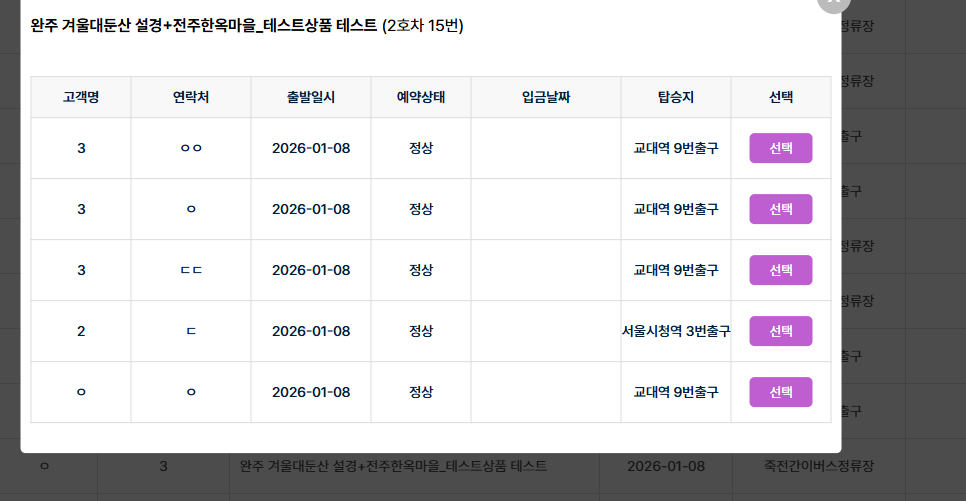 완주 겨울대둔산 설경+전주한옥마을_테스트상품 테스트 (2호차 15번)
정류장
고객명 연락처 출발일시 예약상태 입금날짜 탑승지 선택
정류장
3 ㅇㅇ 2026-01-08 정상 교대역 9번출구 선택
출구
3 ㅇ 2026-01-08 정상 교대역 9번출구 선택
출구
정류장
3 ㄷㄷ 2026-01-08 정상 교대역 9번출구 선택
정류장
2 ㄷ 2026-01-08 정상 서울시청역 3번출구 선택
출구
ㅇ ㅇ 2026-01-08 정상 교대역 9번출구 선택
출구
ㅇ 3 완주 겨울대둔산 설경+전주한옥마을_테스트상품 테스트 2026-01-08 죽전간이버스정류장